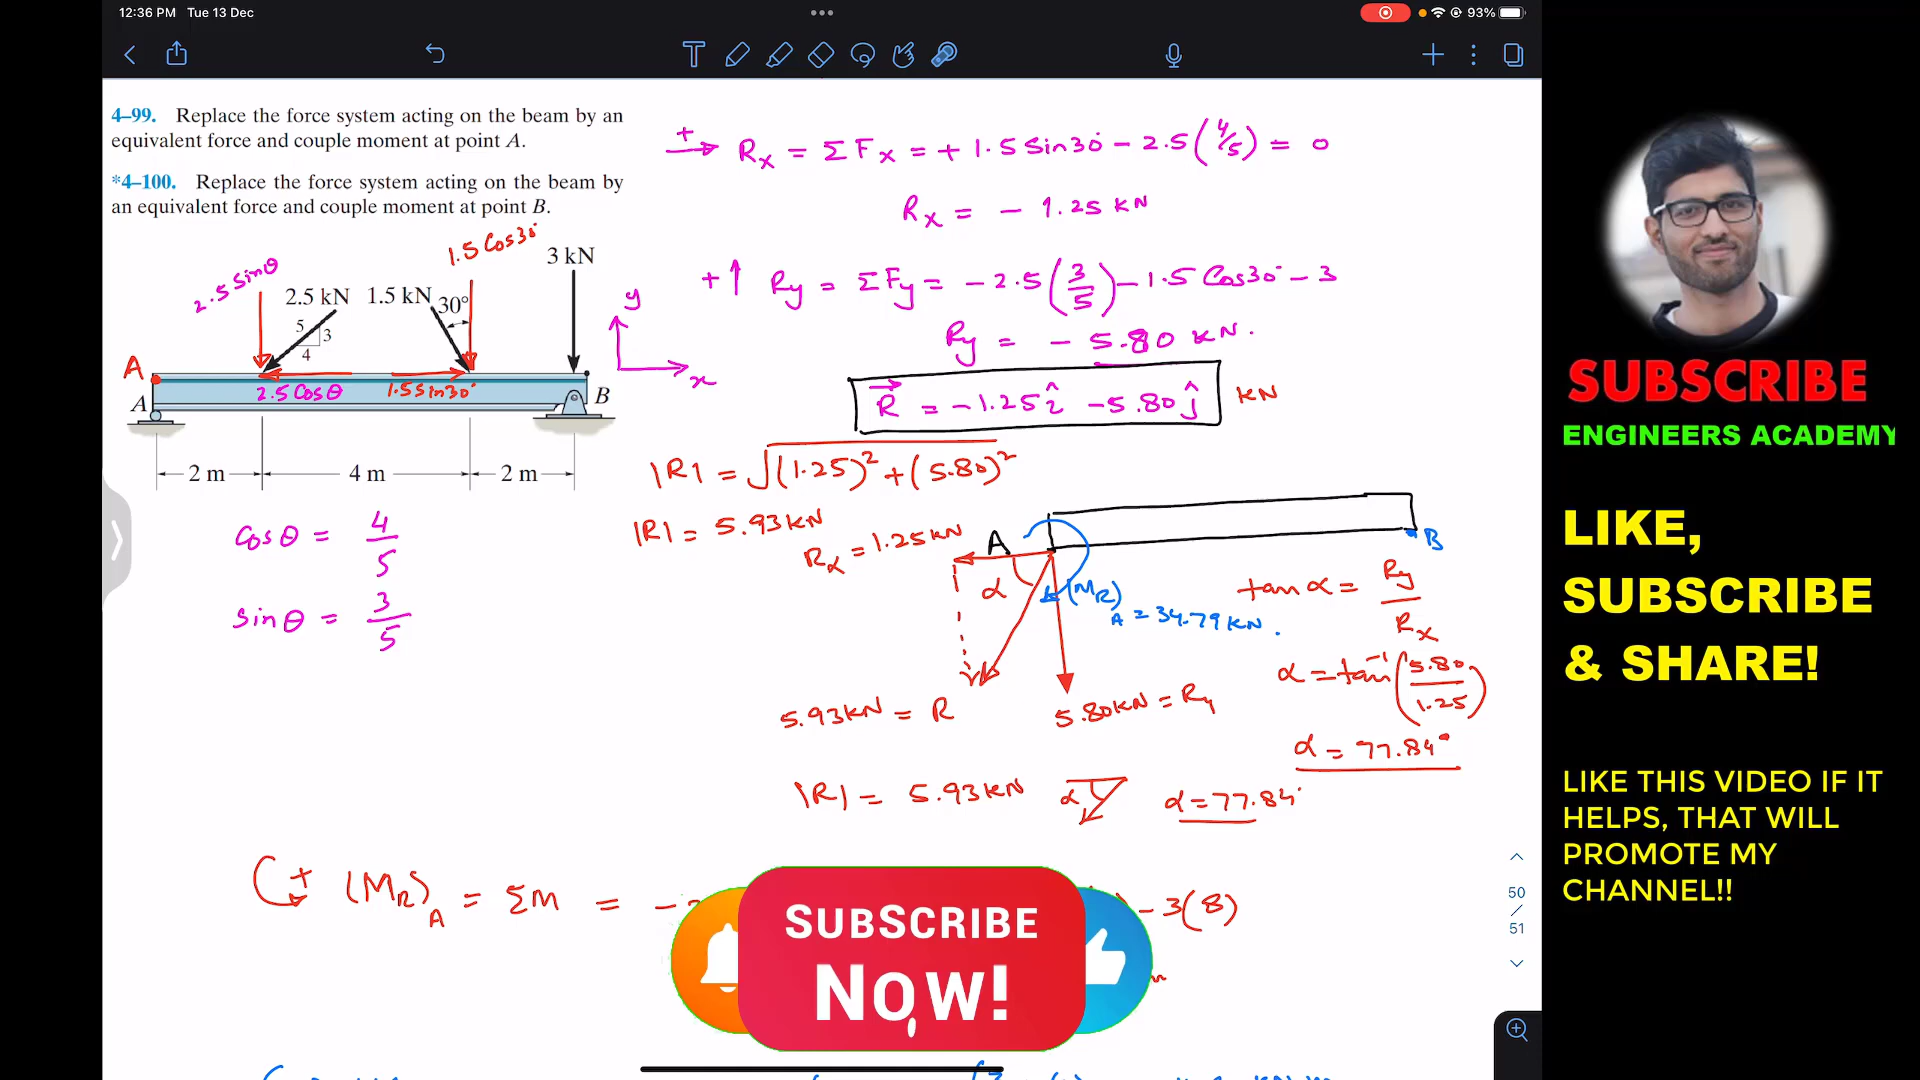 12:36 PM Tue 13 Dec
93%
4–99. Replace the force system acting on the beam by an
equivalent force and couple moment at point A.
*4–100. Replace the force system acting on the beam by
an equivalent force and couple moment at point B.
2.5 Sinθ
2.5 kN
1.5 kN
30°
1.5 Cos30°
3 kN
5
3
4
A
A
2.5 Cosθ
1.5 Sin30°
B
y
x
2 m
4 m
2 m
Cosθ = 4/5
Sinθ = 3/5
+ → Rx = ΣFx = + 1.5 Sin30° − 2.5 (4/5) = 0
Rx = − 1.25 kN
+↑ Ry = ΣFy = − 2.5 (3/5) − 1.5 Cos30° − 3
Ry = − 5.80 kN.
R = −1.25 î − 5.80 ĵ kN
|R| = √(1.25)² + (5.80)²
|R| = 5.93 kN
Rx = 1.25 kN
A
B
α
(MR)A = 34.79 kN.
5.93 kN = R
5.80 kN = Ry
tan α = Ry/Rx
α = tan⁻¹ (5.80/1.25)
α = 77.84°
|R| = 5.93 kN
α
α = 77.84°
+ (MR)A = ΣM = −
− 3(8)
SUBSCRIBE
NOW!
50
/
51
SUBSCRIBE
ENGINEERS ACADEMY
LIKE,
SUBSCRIBE
& SHARE!
LIKE THIS VIDEO IF IT
HELPS, THAT WILL
PROMOTE MY
CHANNEL!!